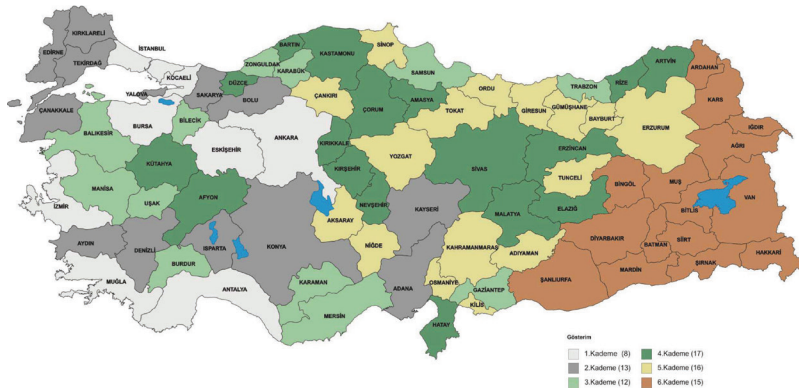 KIRKLARELİ
EDİRNE
TEKİRDAĞ
İSTANBUL
KOCAELİ
YALOVA
SAKARYA
DÜZCE
BOLU
ZONGULDAK
BARTIN
KARABÜK
KASTAMONU
SİNOP
SAMSUN
ÇANKIRI
ÇORUM
AMASYA
TOKAT
ORDU
GİRESUN
GÜMÜŞHANE
TRABZON
BAYBURT
RİZE
ARTVİN
ARDAHAN
KARS
IĞDIR
AĞRI
ERZURUM
ERZİNCAN
ÇANAKKALE
BALIKESİR
BURSA
BİLECİK
ESKİŞEHİR
ANKARA
KIRIKKALE
KIRŞEHİR
YOZGAT
SİVAS
TUNCELİ
BİNGÖL
MUŞ
VAN
BİTLİS
KÜTAHYA
MANİSA
UŞAK
AFYON
İZMİR
AYDIN
DENİZLİ
ISPARTA
BURDUR
MUĞLA
ANTALYA
KONYA
AKSARAY
NEVŞEHİR
KAYSERİ
NİĞDE
KARAMAN
MERSİN
ADANA
KAHRAMANMARAŞ
OSMANİYE
HATAY
GAZİANTEP
KİLİS
ADIYAMAN
MALATYA
ELAZIĞ
DİYARBAKIR
ŞANLIURFA
MARDİN
BATMAN
SİİRT
ŞIRNAK
HAKKARİ
Gösterim
1.Kademe (8)
2.Kademe (13)
3.Kademe (12)
4.Kademe (17)
5.Kademe (16)
6.Kademe (15)